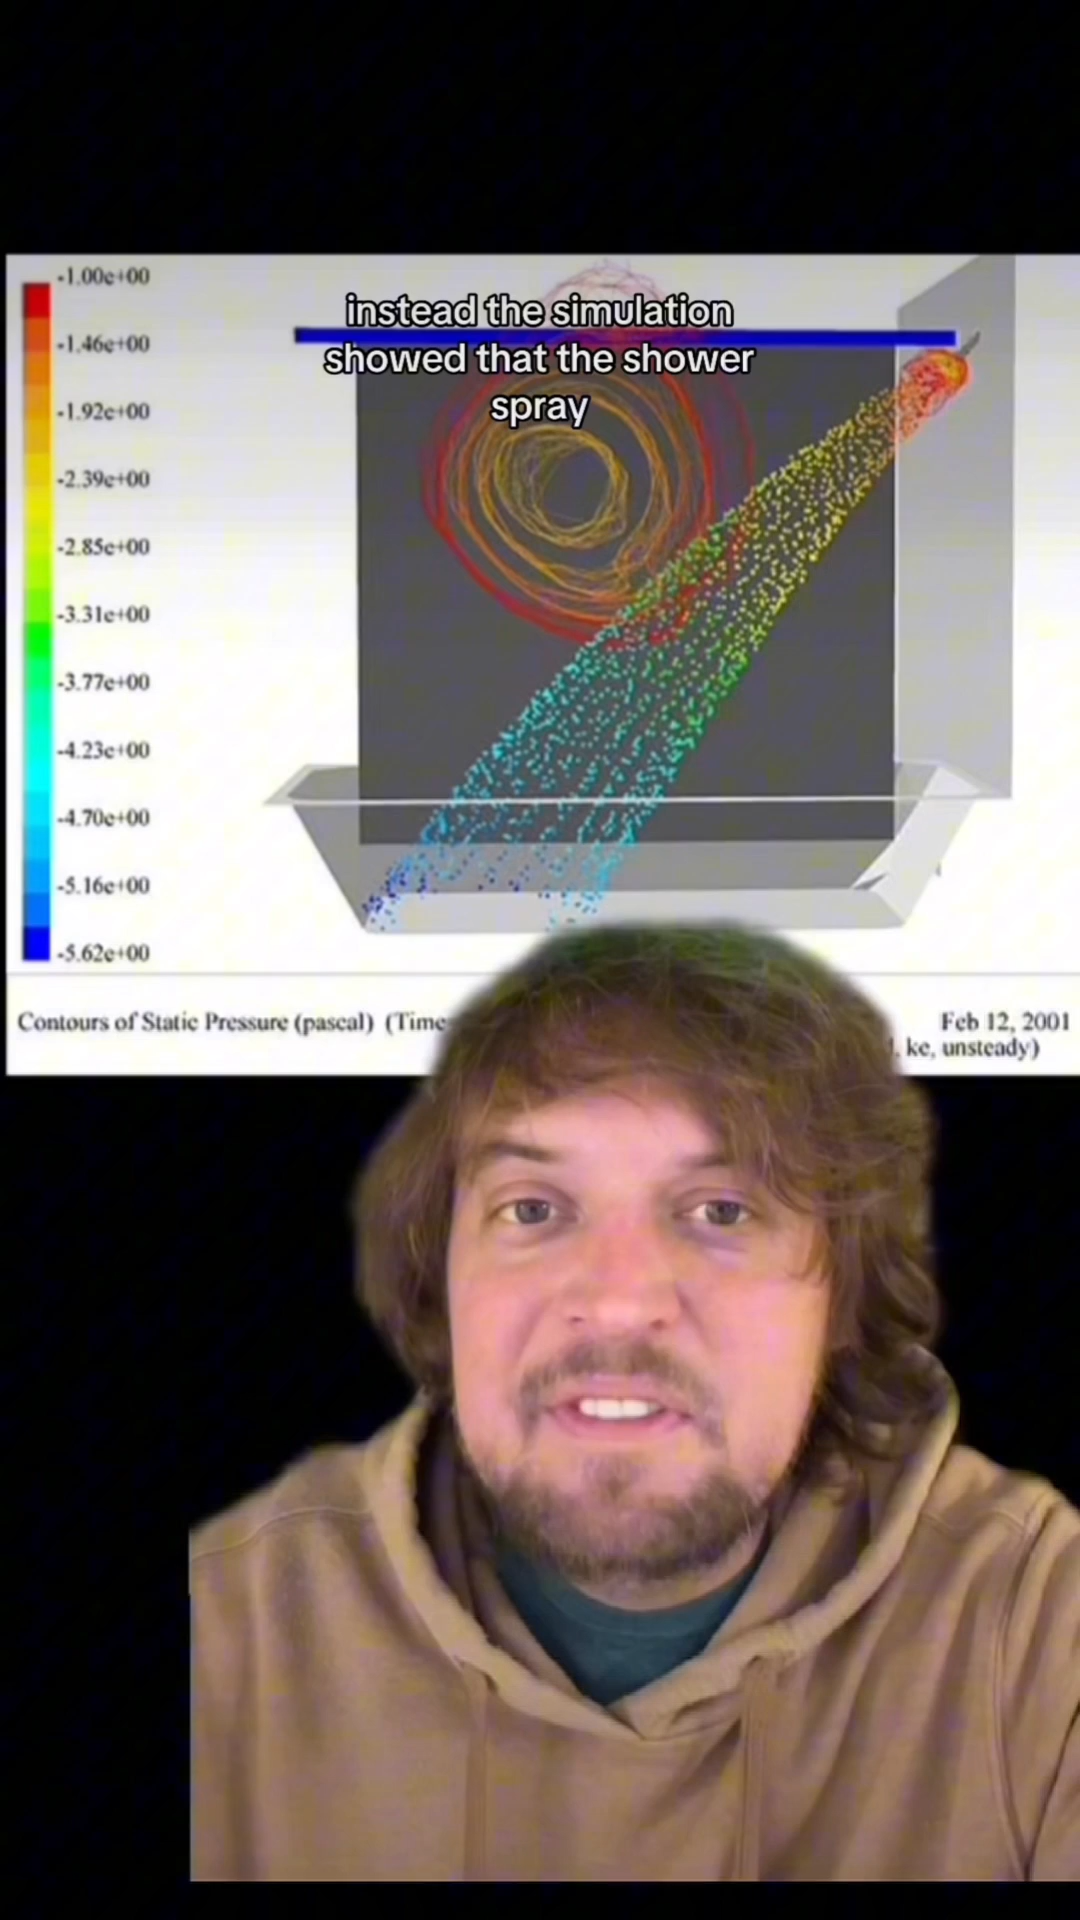 -1.00e+00
instead the simulation
-1.46e+00
showed that the shower
-1.92e+00
spray
-2.39e+00
-2.85e+00
-3.31e+00
-3.77e+00
-4.23e+00
-4.70e+00
-5.16e+00
-5.62e+00
Contours of Static Pressure (pascal) (Time
Feb 12, 2001
ke, unsteady)